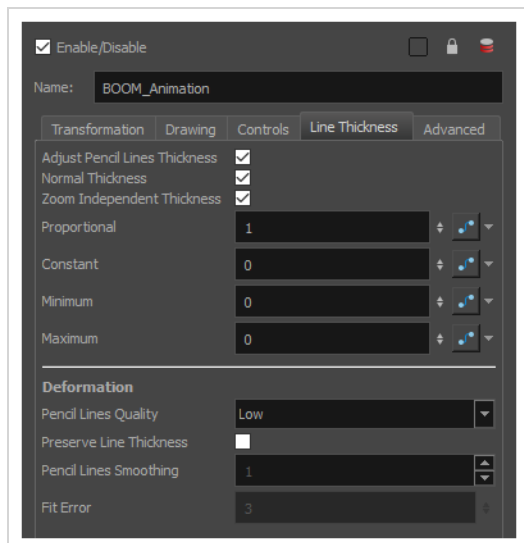 Enable/Disable
Name: BOOM_Animation
Transformation Drawing Controls Line Thickness Advanced
Adjust Pencil Lines Thickness
Normal Thickness
Zoom Independent Thickness
Proportional 1
Constant 0
Minimum 0
Maximum 0
Deformation
Pencil Lines Quality Low
Preserve Line Thickness
Pencil Lines Smoothing 1
Fit Error 3